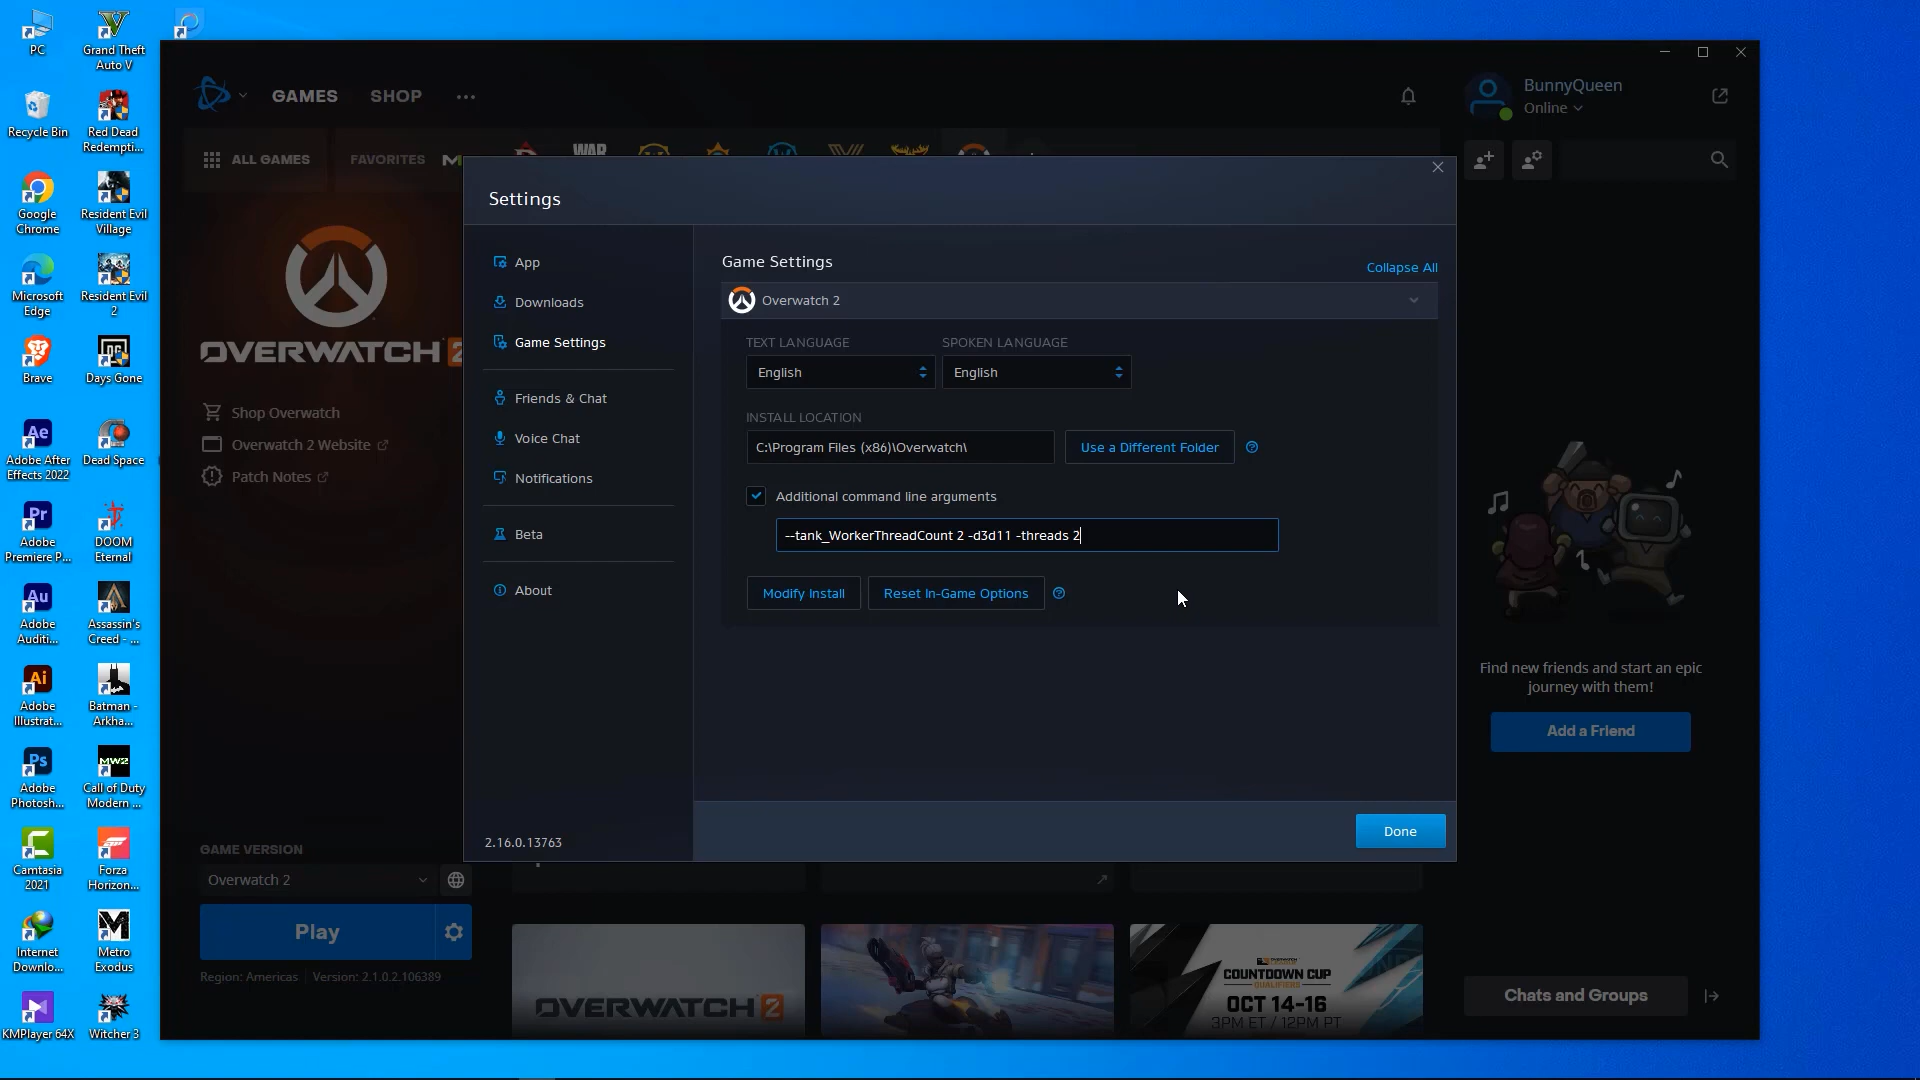 PC
Grand Theft
Auto V
Recycle Bin
Red Dead
Redempti...
Google
Chrome
Resident Evil
Village
Microsoft
Edge
Resident Evil
2
Brave
Days Gone
Adobe After
Effects 2022
Dead Space
Adobe
Premiere P...
DOOM
Eternal
Adobe
Auditi...
Assassin's
Creed - ...
Adobe
Illustrat...
Batman -
Arkha...
Adobe
Photosh...
Call of Duty
Modern ...
Camtasia
2021
Forza
Horizon...
Internet
Downlo...
Metro
Exodus
KMPlayer 64X
Witcher 3
GAMES
SHOP
BunnyQueen
Online
ALL GAMES
FAVORITES
OVERWATCH 2
Shop Overwatch
Overwatch 2 Website
Patch Notes
GAME VERSION
Overwatch 2
Play
Region: Americas
Version: 2.1.0.2.106389
Settings
App
Downloads
Game Settings
Friends & Chat
Voice Chat
Notifications
Beta
About
2.16.0.13763
Game Settings
Collapse All
Overwatch 2
TEXT LANGUAGE
SPOKEN LANGUAGE
English
English
INSTALL LOCATION
C:\Program Files (x86)\Overwatch\
Use a Different Folder
Additional command line arguments
--tank_WorkerThreadCount 2 -d3d11 -threads 2
Modify Install
Reset In-Game Options
Done
OVERWATCH 2
COUNTDOWN CUP
QUALIFIERS
OCT 14-16
3PM ET / 12PM PT
Find new friends and start an epic
journey with them!
Add a Friend
Chats and Groups